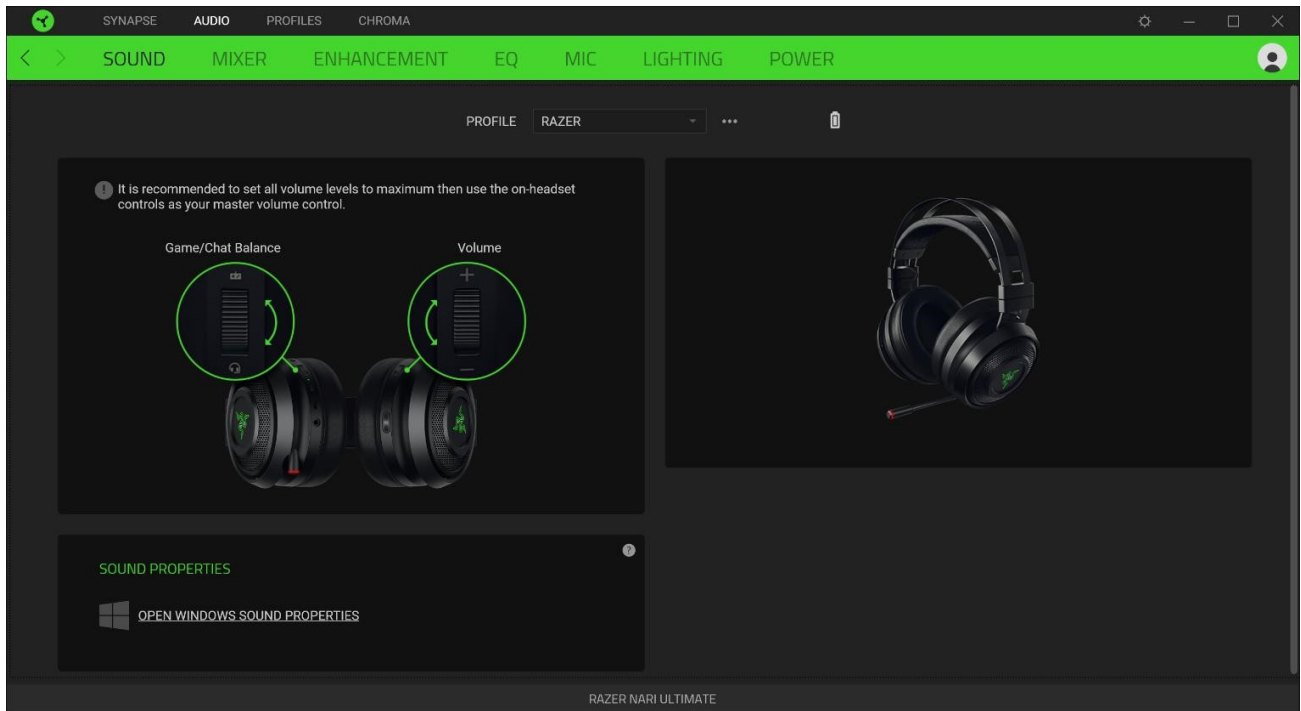 SYNAPSE AUDIO PROFILES CHROMA
SOUND MIXER ENHANCEMENT EQ MIC LIGHTING POWER
PROFILE RAZER
It is recommended to set all volume levels to maximum then use the on-headset
controls as your master volume control.
Game/Chat Balance Volume
SOUND PROPERTIES
OPEN WINDOWS SOUND PROPERTIES
RAZER NARI ULTIMATE